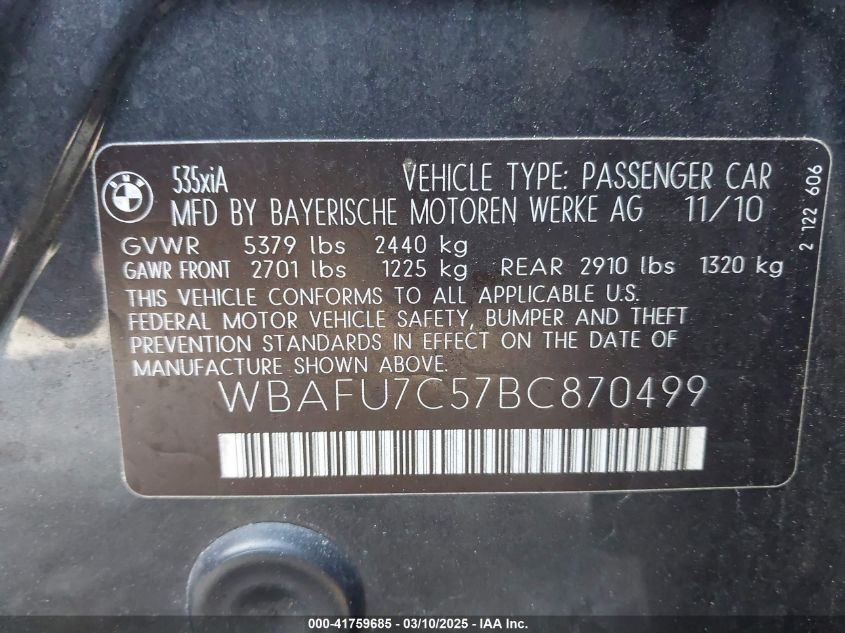 BMW
535xiA VEHICLE TYPE: PASSENGER CAR
MFD BY BAYERISCHE MOTOREN WERKE AG 11/10
GVWR 5379 lbs 2440 kg
GAWR FRONT 2701 lbs 1225 kg REAR 2910 lbs 1320 kg
THIS VEHICLE CONFORMS TO ALL APPLICABLE U.S.
FEDERAL MOTOR VEHICLE SAFETY, BUMPER AND THEFT
PREVENTION STANDARDS IN EFFECT ON THE DATE OF
MANUFACTURE SHOWN ABOVE.
WBAFU7C57BC870499
2 122 606
000-41759685 - 03/10/2025 - IAA, Inc.